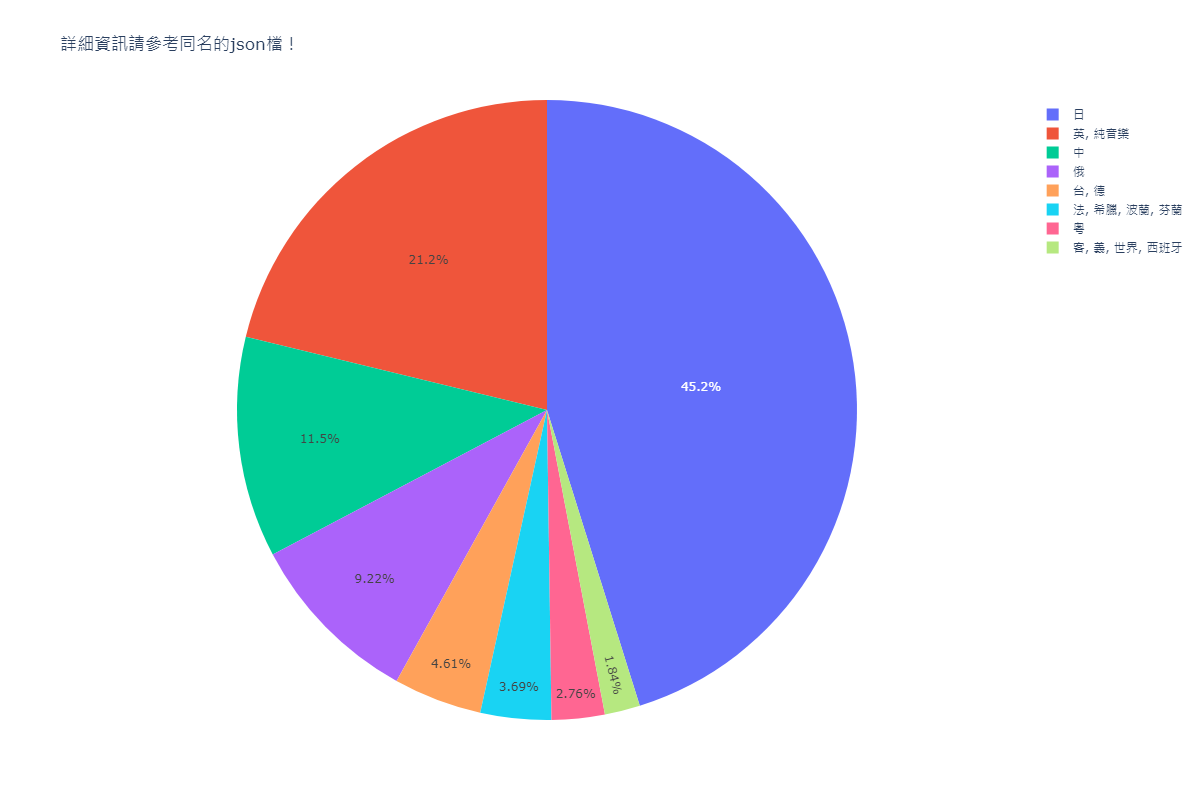 詳細資訊請參考同名的json檔！
日
英, 純音樂
中
俄
台, 德
法, 希臘, 波蘭, 芬蘭
粵
客, 義, 世界, 西班牙
45.2%
21.2%
11.5%
9.22%
4.61%
3.69%
2.76%
1.84%